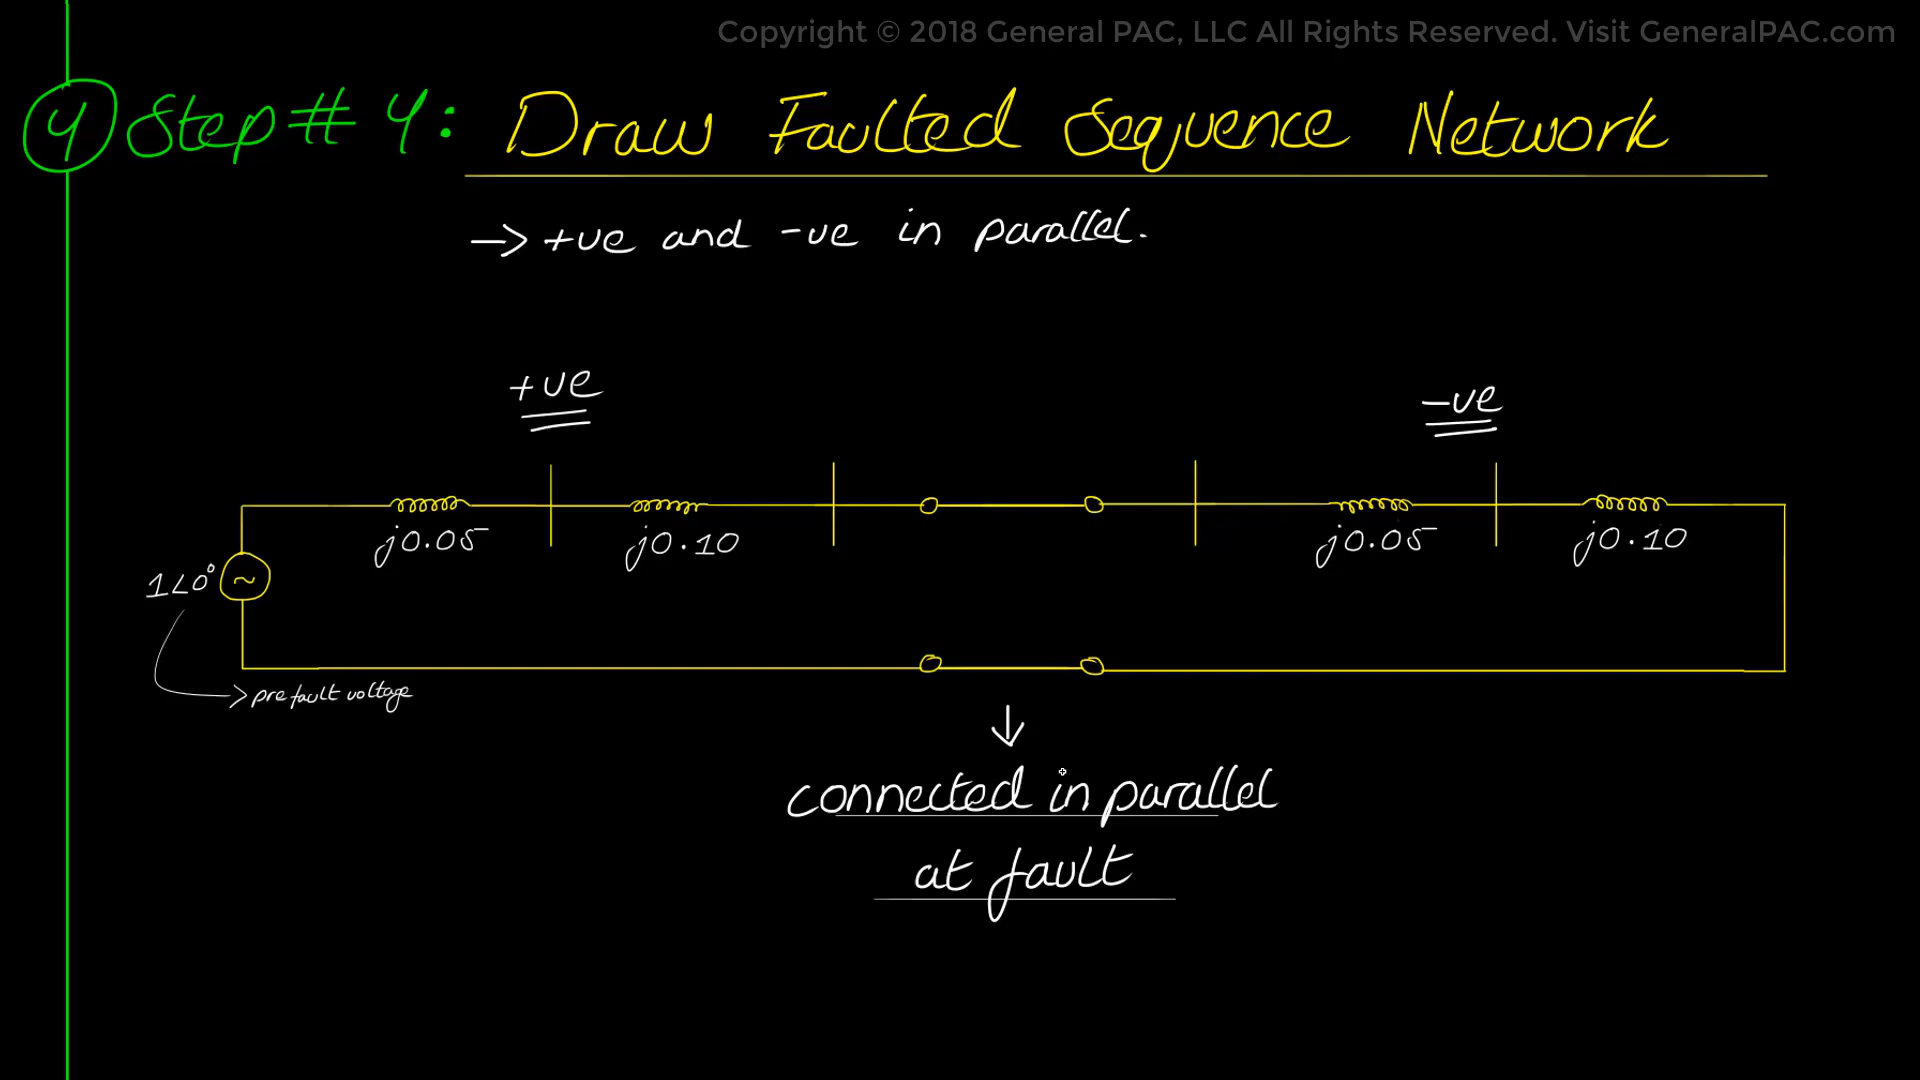 Copyright © 2018 General PAC, LLC All Rights Reserved. Visit GeneralPAC.com
4 Step # 4: Draw Faulted Sequence Network
→ +ve and -ve in parallel.
+ve
-ve
j0.05 j0.10 j0.05 j0.10
1∠0° ~
> prefault voltage
↓
connected in parallel
at fault